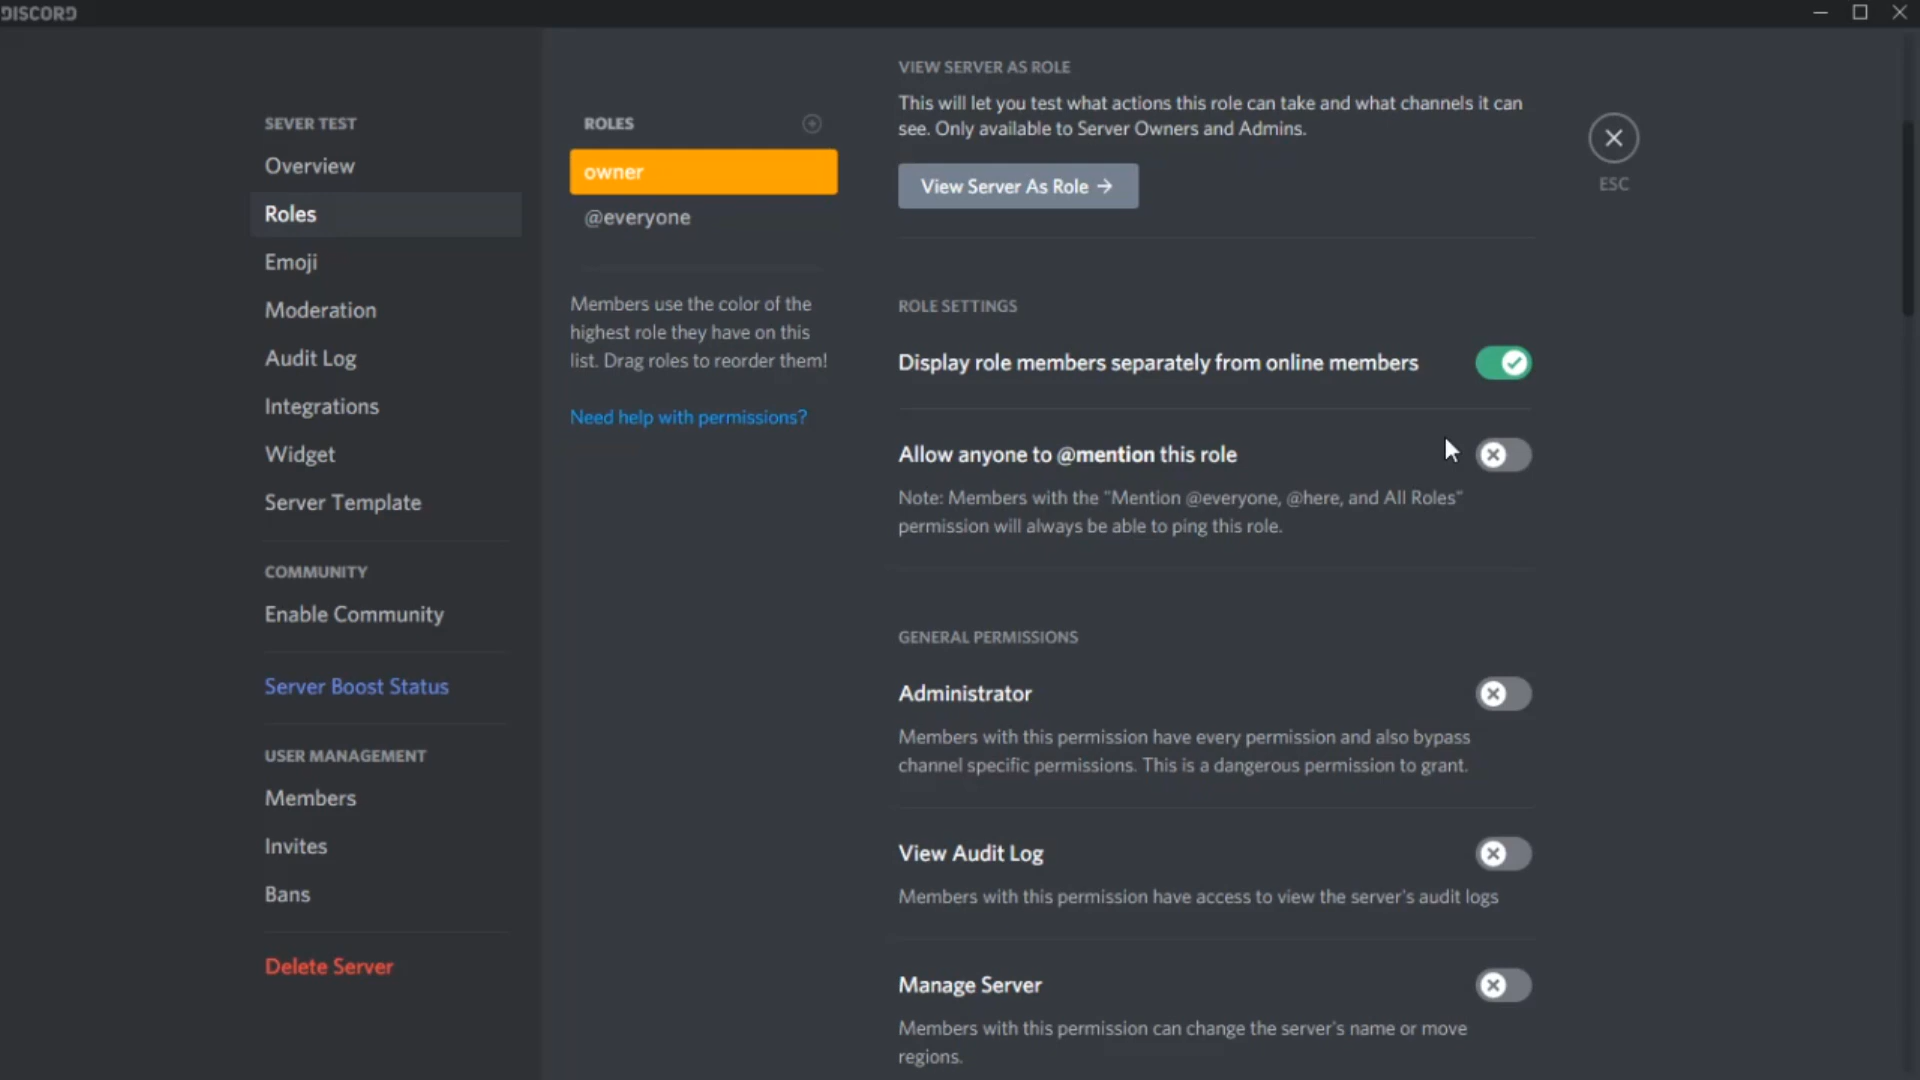 DISCORD
SEVER TEST
Overview
Roles
Emoji
Moderation
Audit Log
Integrations
Widget
Server Template
COMMUNITY
Enable Community
Server Boost Status
USER MANAGEMENT
Members
Invites
Bans
Delete Server
ROLES
owner
@everyone
Members use the color of the
highest role they have on this
list. Drag roles to reorder them!
Need help with permissions?
VIEW SERVER AS ROLE
This will let you test what actions this role can take and what channels it can
see. Only available to Server Owners and Admins.
View Server As Role →
ROLE SETTINGS
Display role members separately from online members
Allow anyone to @mention this role
Note: Members with the "Mention @everyone, @here, and All Roles"
permission will always be able to ping this role.
GENERAL PERMISSIONS
Administrator
Members with this permission have every permission and also bypass
channel specific permissions. This is a dangerous permission to grant.
View Audit Log
Members with this permission have access to view the server's audit logs
Manage Server
Members with this permission can change the server's name or move
regions.
ESC